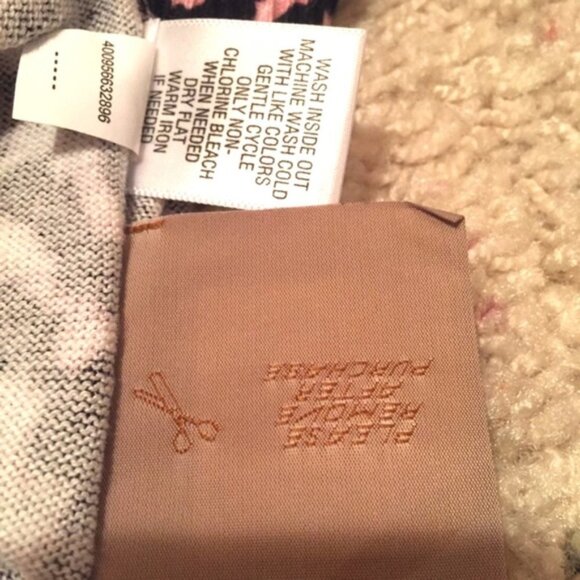 400956632896
.....
WASH INSIDE OUT
MACHINE WASH COLD
WITH LIKE COLORS
GENTLE CYCLE
ONLY NON-
CHLORINE BLEACH
WHEN NEEDED
DRY FLAT
WARM IRON
IF NEEDED
PLEASE
REMOVE
AFTER
PURCHASE